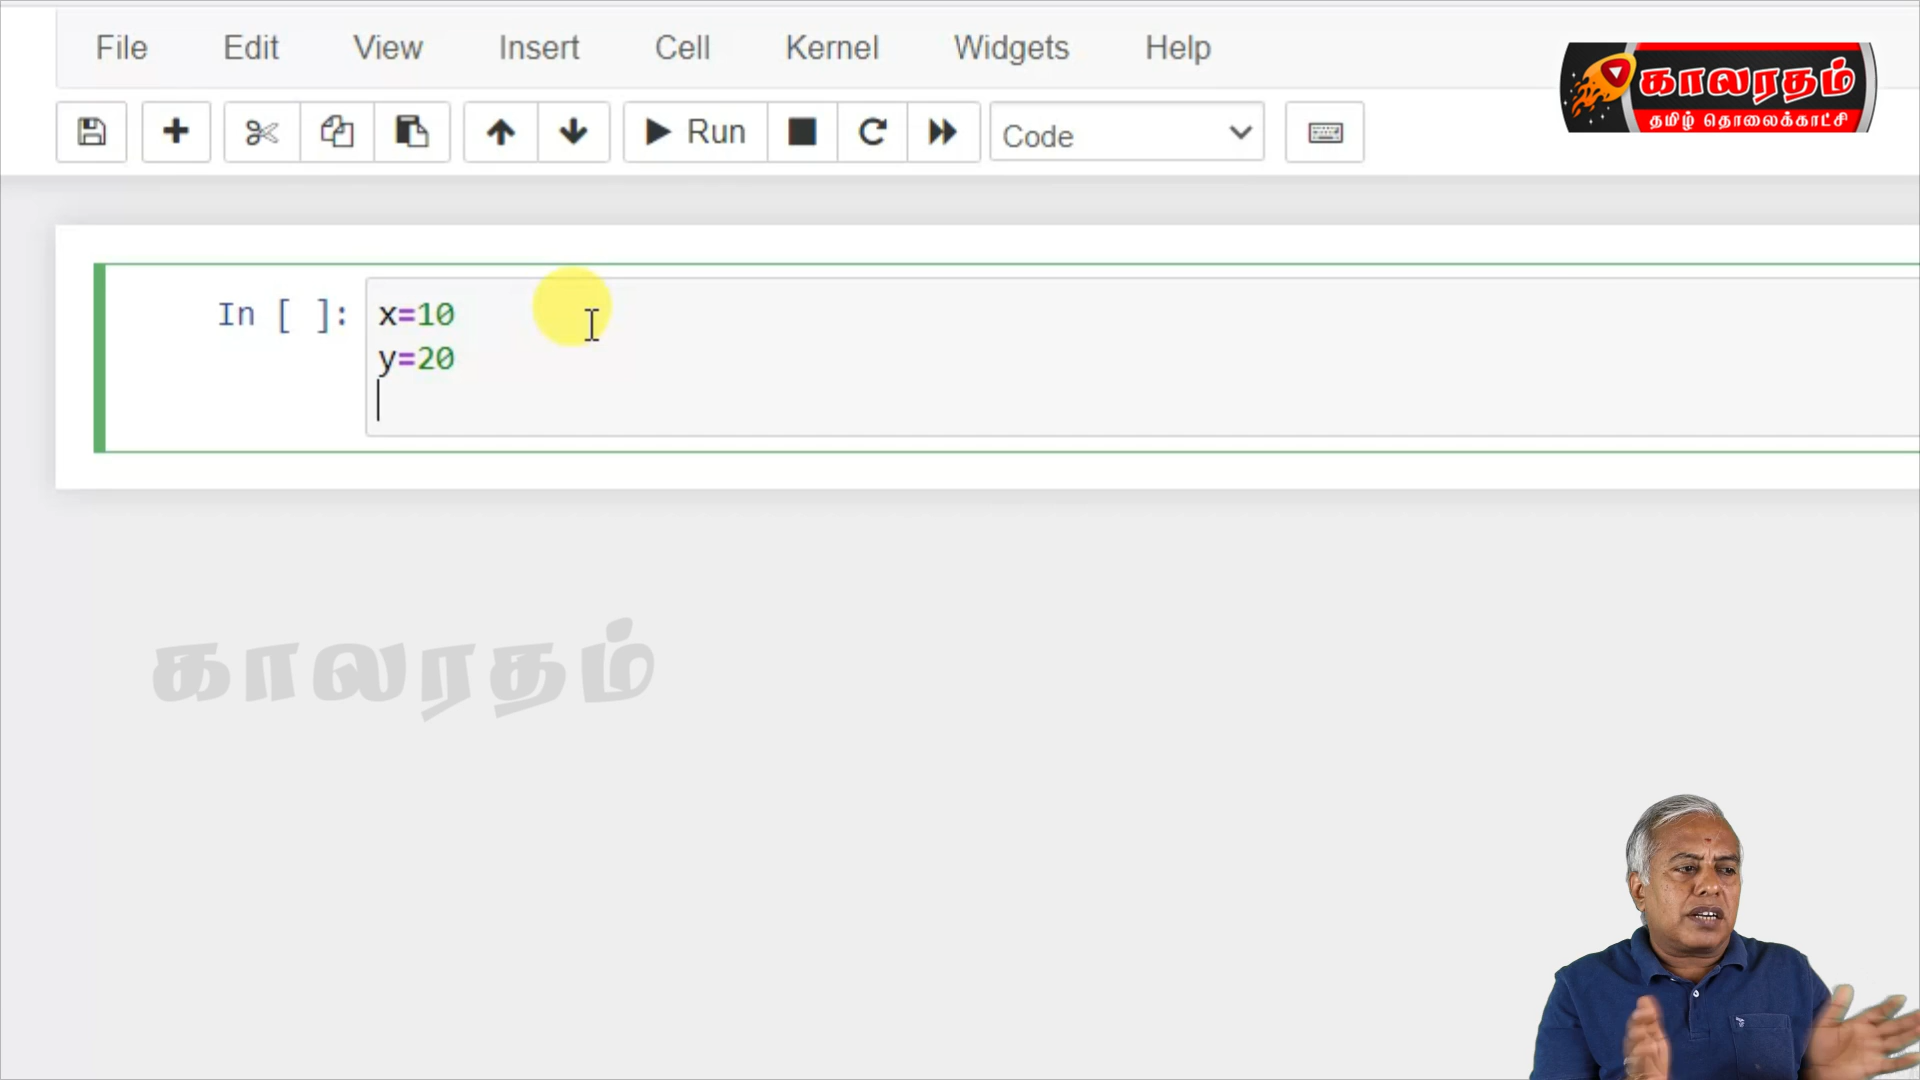 File Edit View Insert Cell Kernel Widgets Help
காலரதம்
தமிழ் தொலைக்காட்சி
Run Code
In [ ]: x=10
y=20
காலரதம்